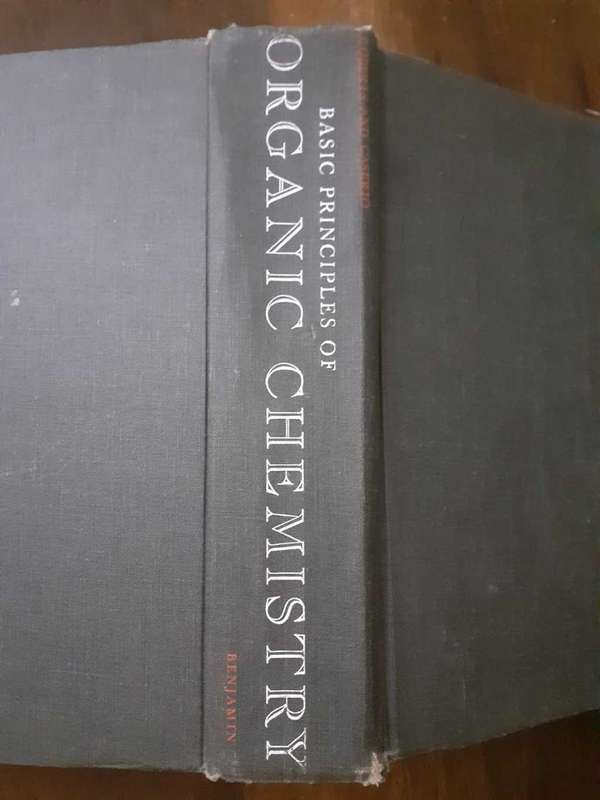 BASIC PRINCIPLES OF
ORGANIC CHEMISTRY
BENJAMIN